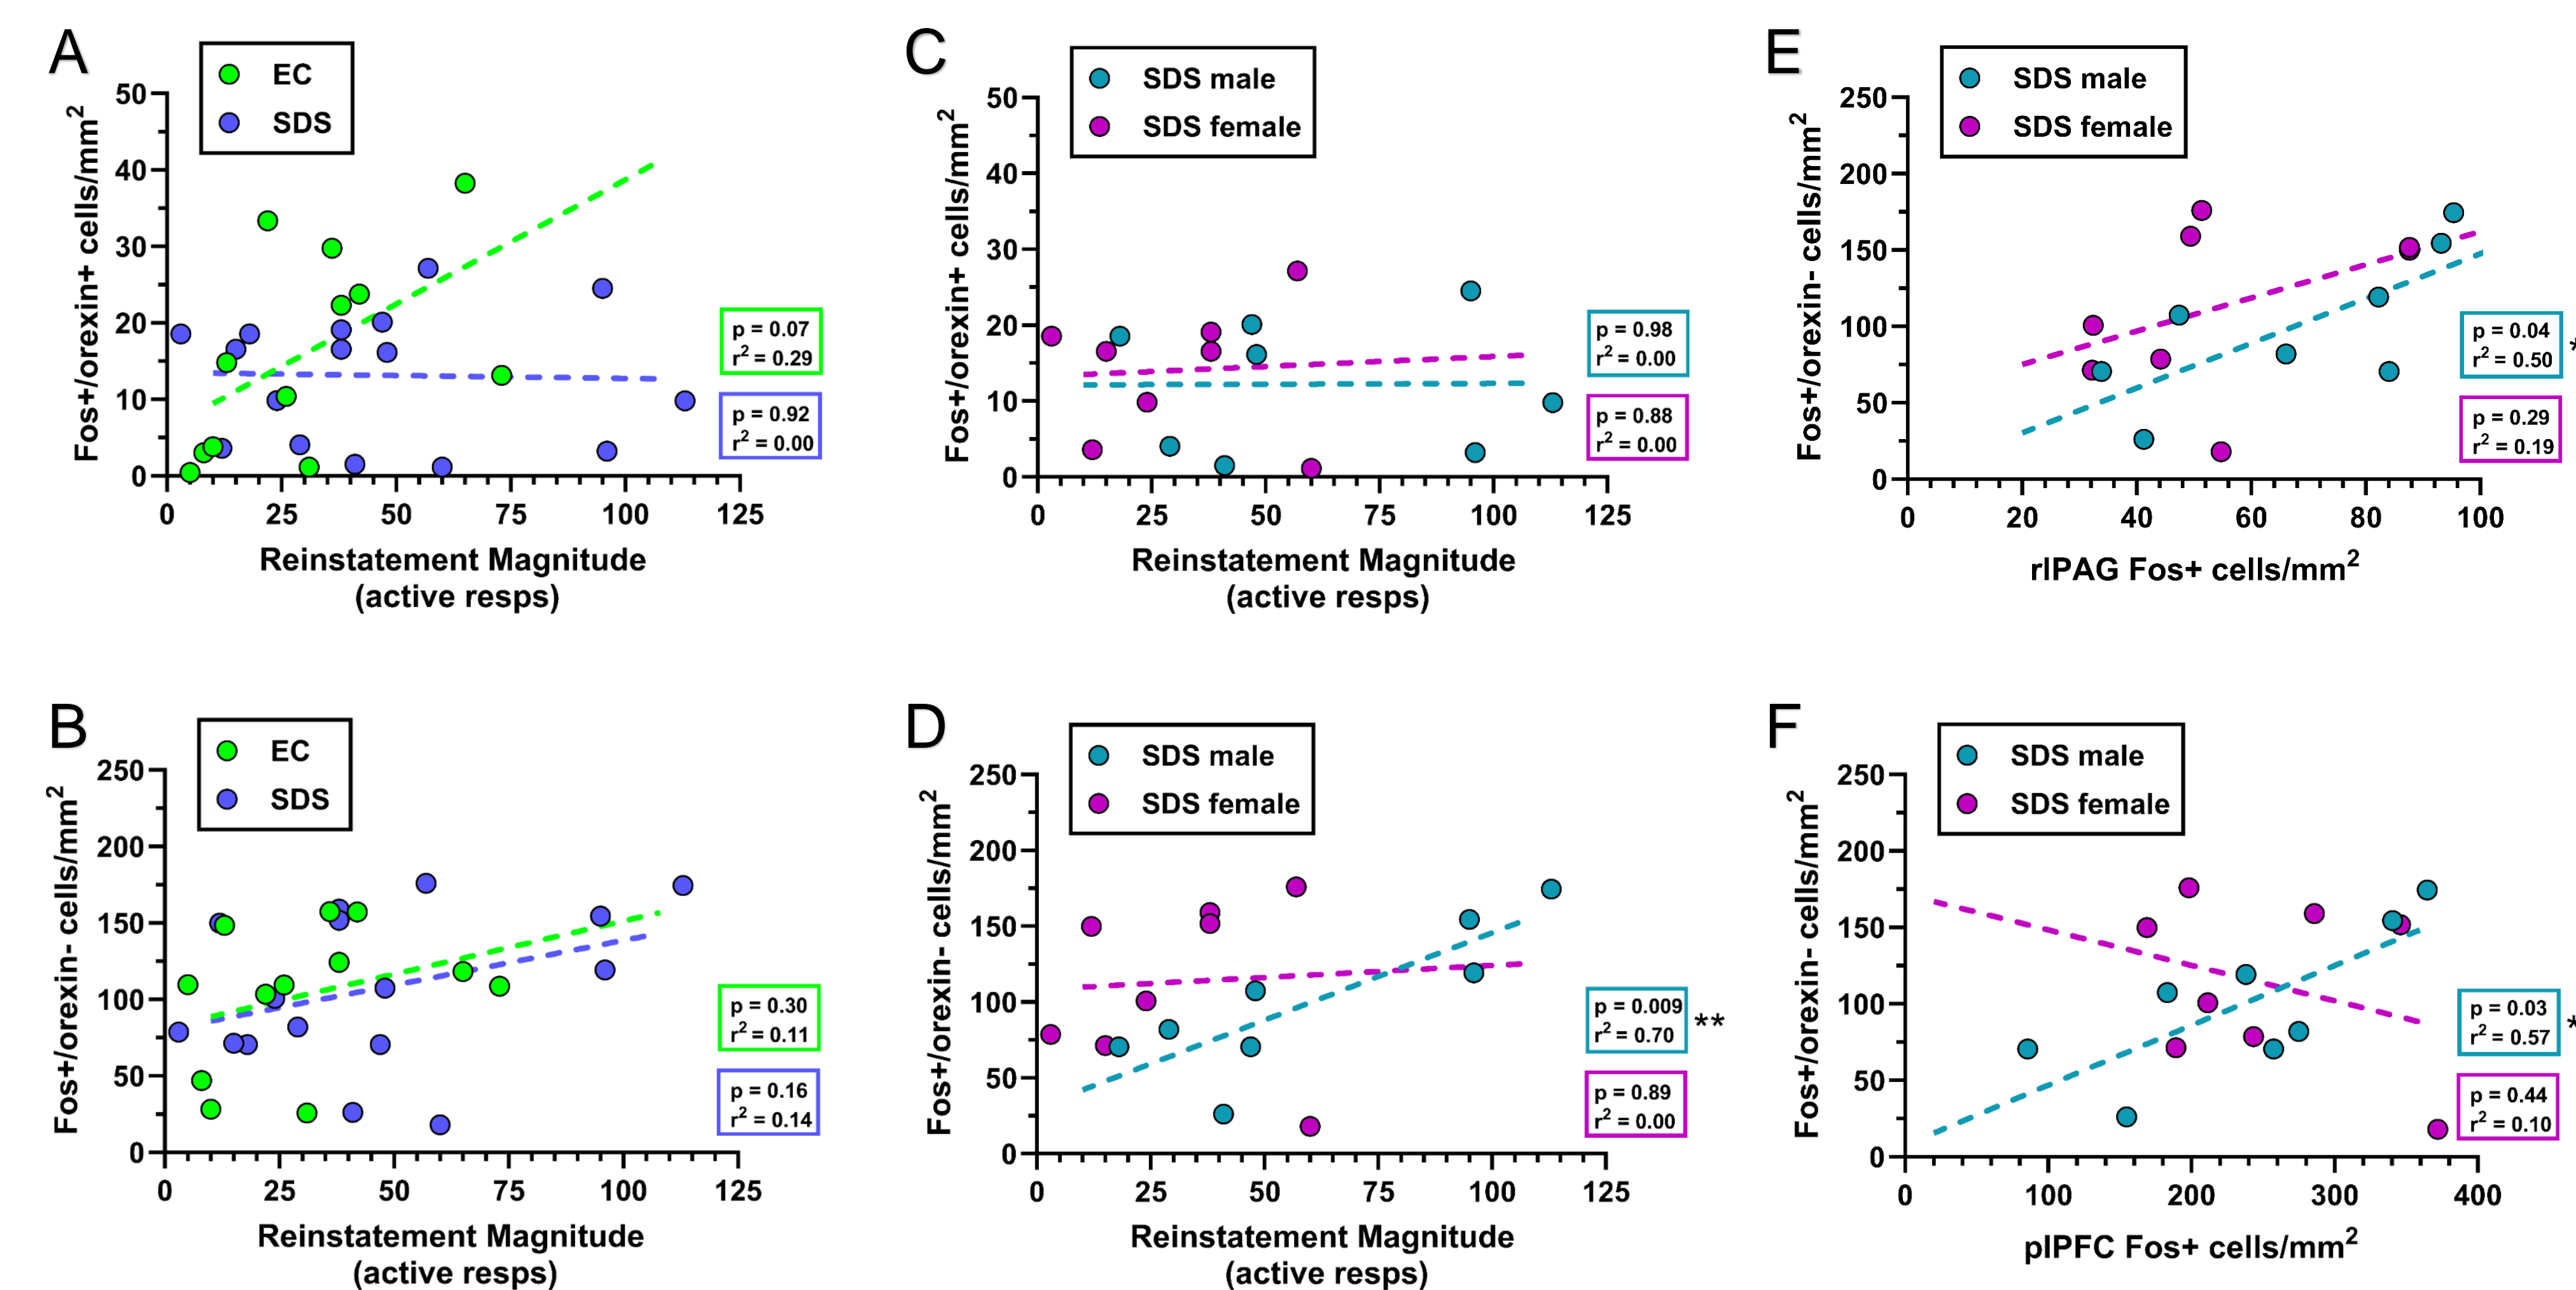 A
EC
SDS
Fos+/orexin+ cells/mm2
50
40
30
20
10
0
0 25 50 75 100 125
Reinstatement Magnitude
(active resps)
p = 0.07
r2 = 0.29
p = 0.92
r2 = 0.00
C
SDS male
SDS female
Fos+/orexin+ cells/mm2
50
40
30
20
10
0
0 25 50 75 100 125
Reinstatement Magnitude
(active resps)
p = 0.98
r2 = 0.00
p = 0.88
r2 = 0.00
E
SDS male
SDS female
Fos+/orexin- cells/mm2
250
200
150
100
50
0
0 20 40 60 80 100
rlPAG Fos+ cells/mm2
p = 0.04
r2 = 0.50
*
p = 0.29
r2 = 0.19
B
EC
SDS
Fos+/orexin- cells/mm2
250
200
150
100
50
0
0 25 50 75 100 125
Reinstatement Magnitude
(active resps)
p = 0.30
r2 = 0.11
p = 0.16
r2 = 0.14
D
SDS male
SDS female
Fos+/orexin- cells/mm2
250
200
150
100
50
0
0 25 50 75 100 125
Reinstatement Magnitude
(active resps)
p = 0.009
r2 = 0.70
**
p = 0.89
r2 = 0.00
F
SDS male
SDS female
Fos+/orexin- cells/mm2
250
200
150
100
50
0
0 100 200 300 400
plPFC Fos+ cells/mm2
p = 0.03
r2 = 0.57
*
p = 0.44
r2 = 0.10